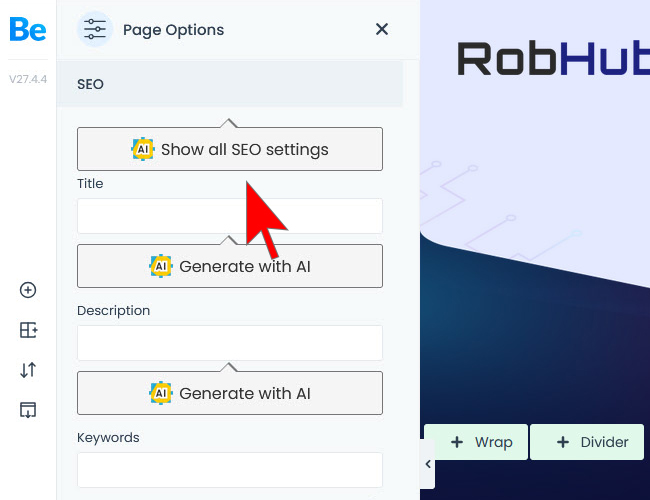 Be
Page Options
V27.4.4
SEO
AI Show all SEO settings
Title
AI Generate with AI
Description
AI Generate with AI
Keywords
RobHub
+ Wrap
+ Divider